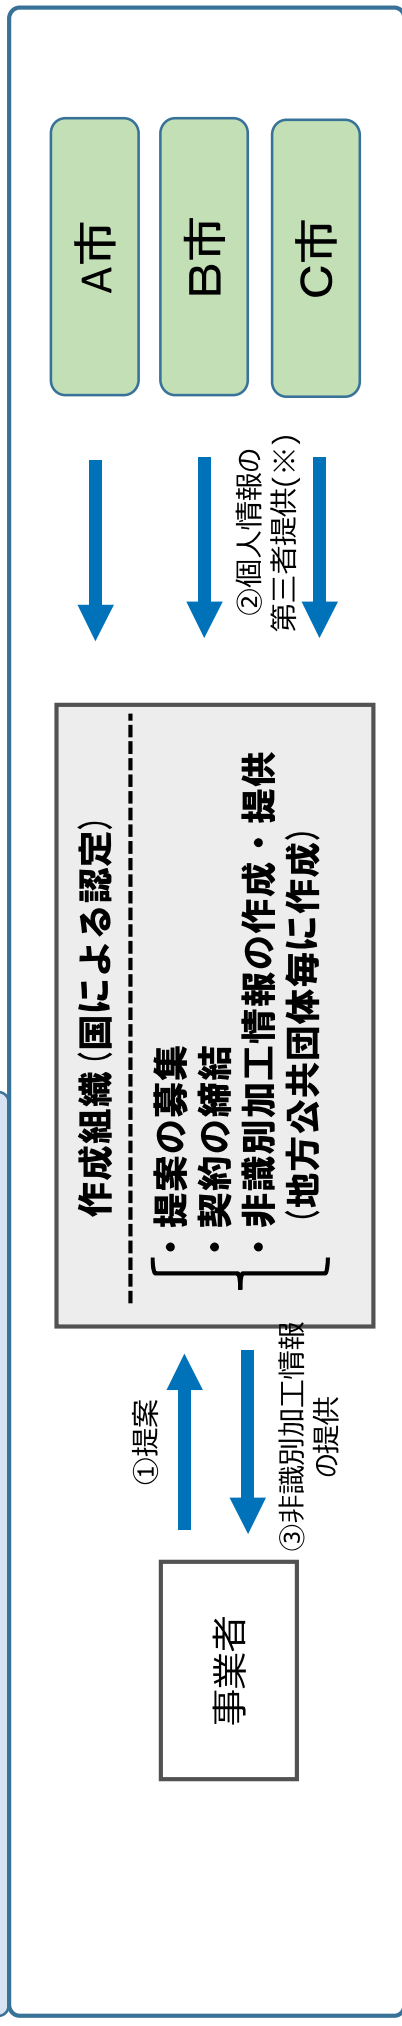 作成組織(国による認定)
・提案の募集
・契約の締結
・非識別加工情報の作成・提供
(地方公共団体毎に作成)
事業者
①提案
③非識別加工情報
の提供
②個人情報の
第三者提供(※)
A市
B市
C市